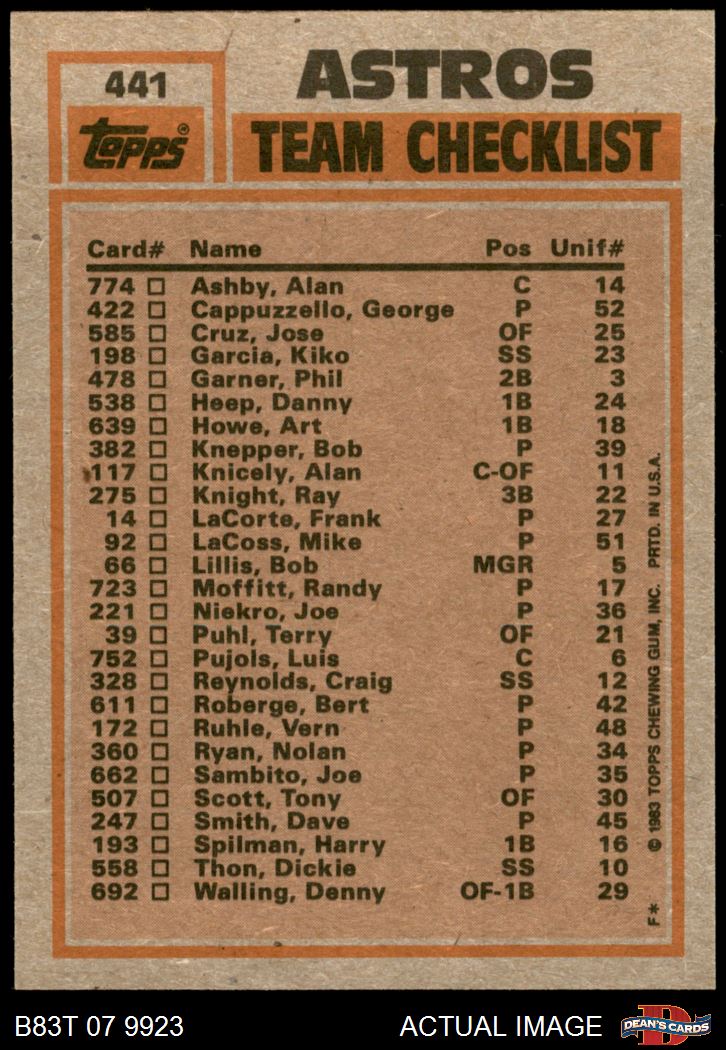 441
Topps®
ASTROS
TEAM CHECKLIST
Card# Name Pos Unif#
774 Ashby, Alan C 14
422 Cappuzzello, George P 52
585 Cruz, Jose OF 25
198 Garcia, Kiko SS 23
478 Garner, Phil 2B 3
538 Heep, Danny 1B 24
639 Howe, Art 1B 18
382 Knepper, Bob P 39
117 Knicely, Alan C-OF 11
275 Knight, Ray 3B 22
14 LaCorte, Frank P 27
92 LaCoss, Mike P 51
66 Lillis, Bob MGR 5
723 Moffitt, Randy P 17
221 Niekro, Joe P 36
39 Puhl, Terry OF 21
752 Pujols, Luis C 6
328 Reynolds, Craig SS 12
611 Roberge, Bert P 42
172 Ruhle, Vern P 48
360 Ryan, Nolan P 34
662 Sambito, Joe P 35
507 Scott, Tony OF 30
247 Smith, Dave P 45
193 Spilman, Harry 1B 16
558 Thon, Dickie SS 10
692 Walling, Denny OF-1B 29
F* © 1983 TOPPS CHEWING GUM, INC. PRTD. IN U.S.A.
B83T 07 9923
ACTUAL IMAGE
D
DEAN'S CARDS